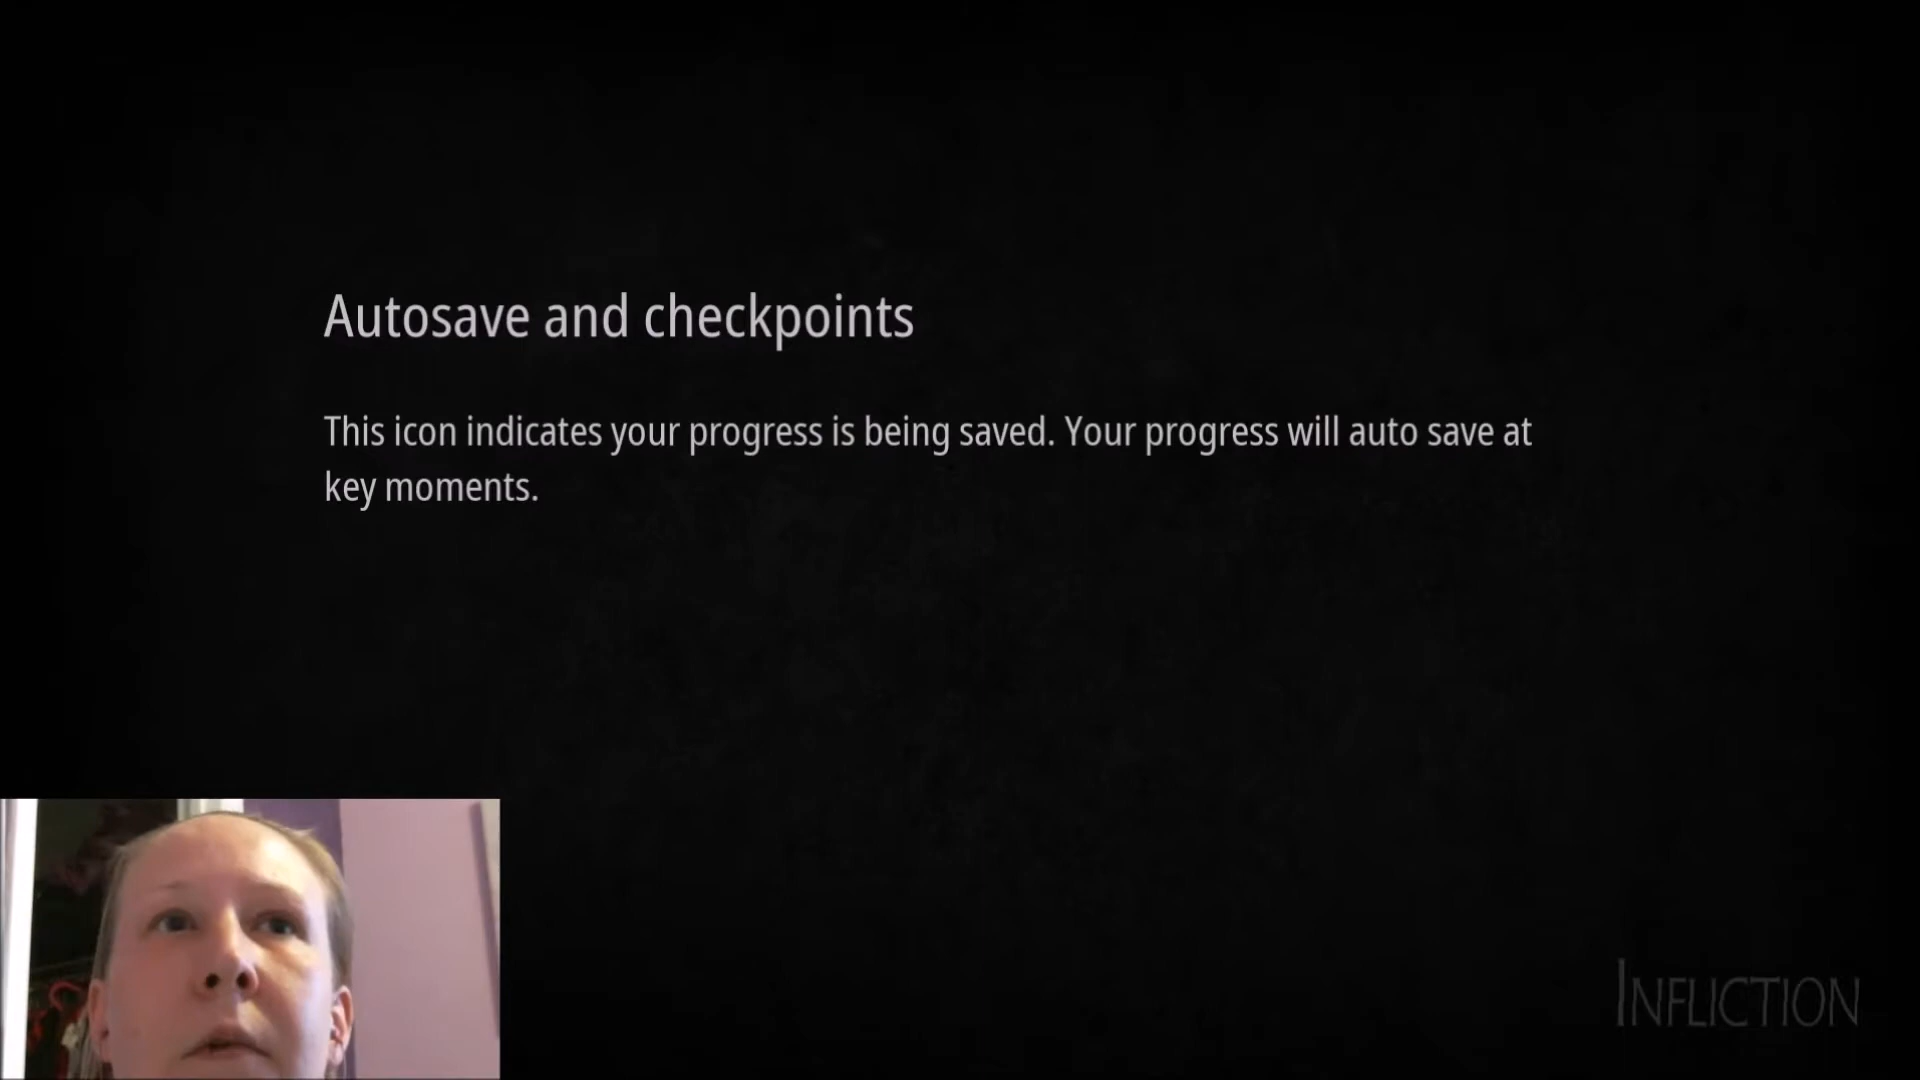 Autosave and checkpoints
This icon indicates your progress is being saved. Your progress will auto save at
key moments.
INFLICTION